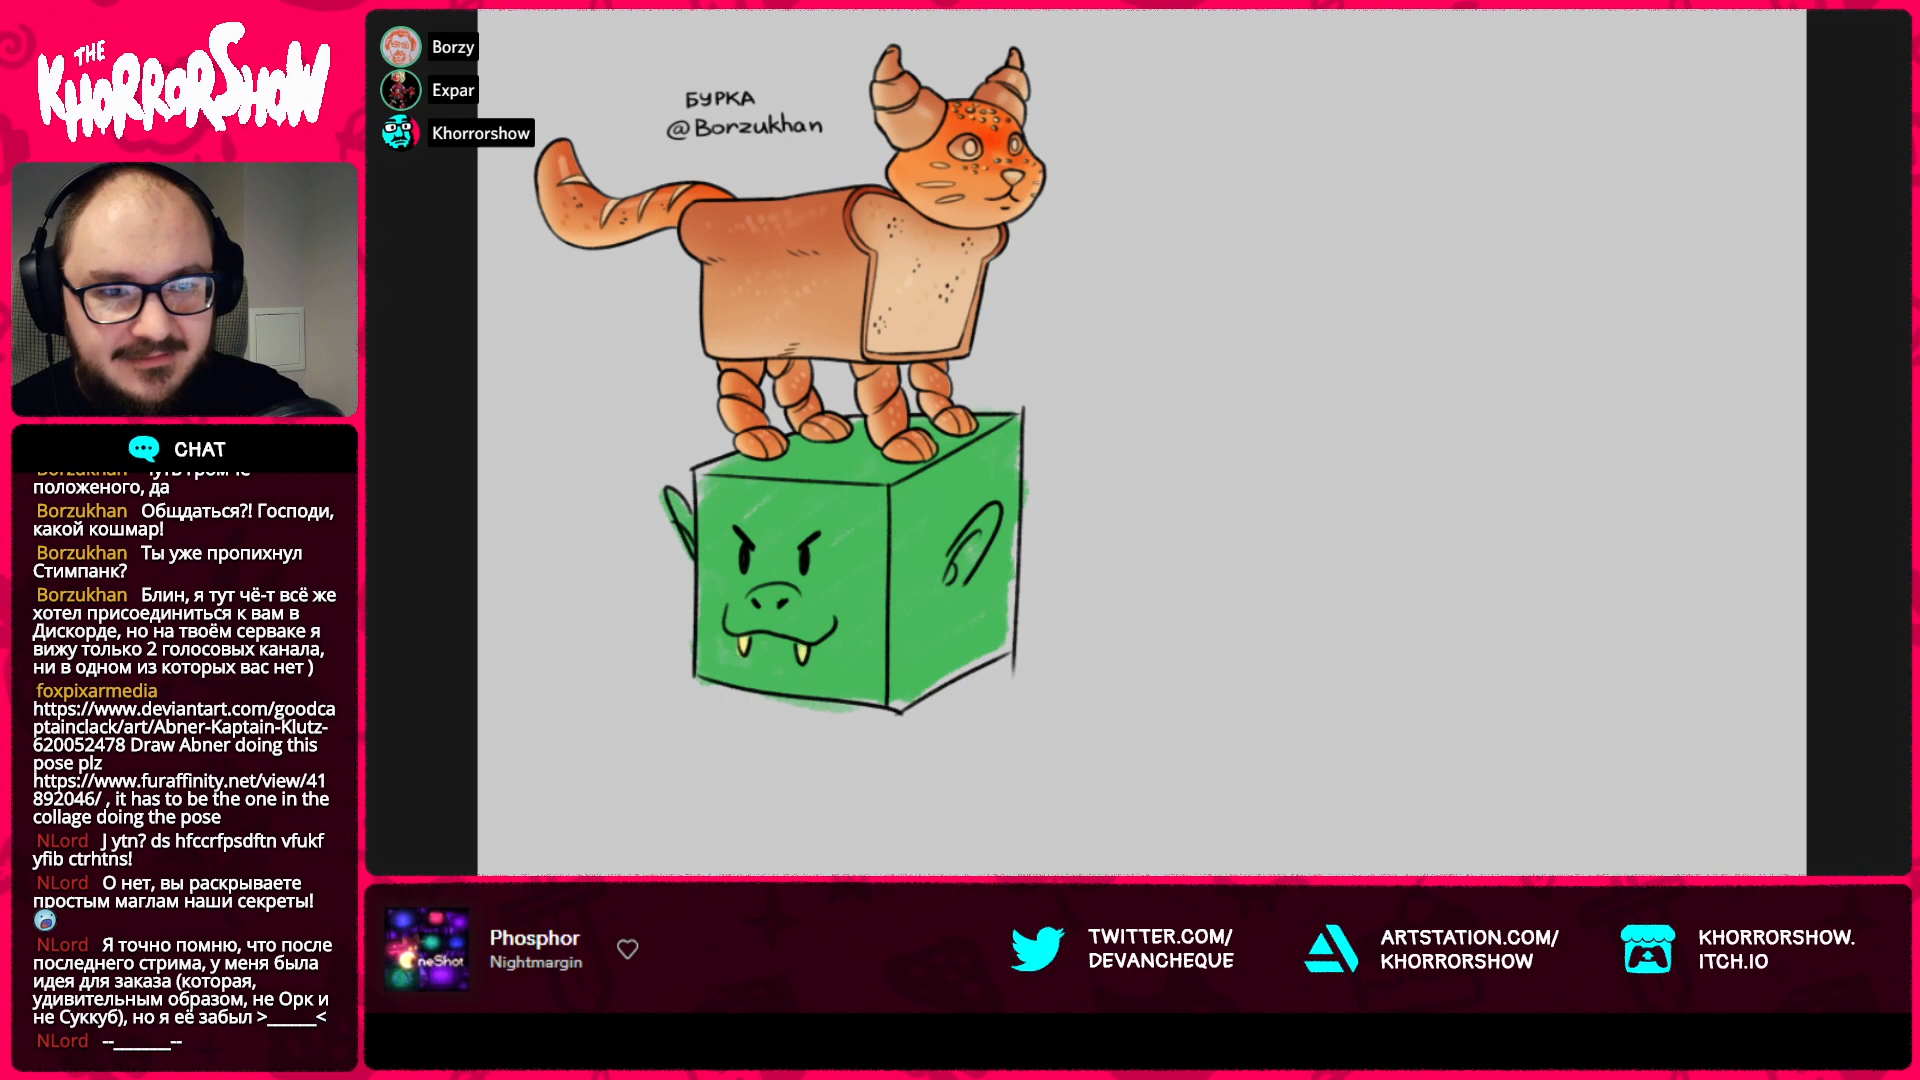 THE
KHORRORSHOW
Borzy
Expar
Khorrorshow
БУРКА
@Borzukhan
CHAT
положеного, да
Borzukhan Общдаться?! Господи,
какой кошмар!
Borzukhan Ты уже пропихнул
Стимпанк?
Borzukhan Блин, я тут чё-т всё же
хотел присоединиться к вам в
Дискорде, но на твоём серваке я
вижу только 2 голосовых канала,
ни в одном из которых вас нет )
foxpixarmedia
https://www.deviantart.com/goodca
ptainclack/art/Abner-Kaptain-Klutz-
620052478 Draw Abner doing this
pose plz
https://www.furaffinity.net/view/41
892046/ , it has to be the one in the
collage doing the pose
NLord J ytn? ds hfccrfpsdftn vfukf
yfib ctrhtns!
NLord О нет, вы раскрываете
простым маглам наши секреты!
NLord Я точно помню, что после
последнего стрима, у меня была
идея для заказа (которая,
удивительным образом, не Орк и
не Суккуб), но я её забыл >______<
NLord --_______--
neShot
Phosphor
Nightmargin
TWITTER.COM/
DEVANCHEQUE
ARTSTATION.COM/
KHORRORSHOW
KHORRORSHOW.
ITCH.IO